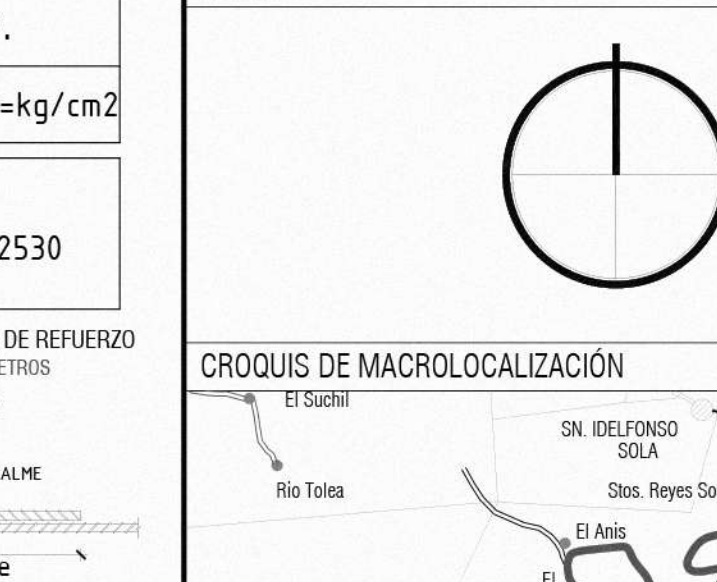 .
=kg/cm2
2530
DE REFUERZO
ETROS
ALME
e
CROQUIS DE MACROLOCALIZACIÓN
El Suchil
Rio Tolea
SN. IDELFONSO
SOLA
Stos. Reyes So
El Anis
El